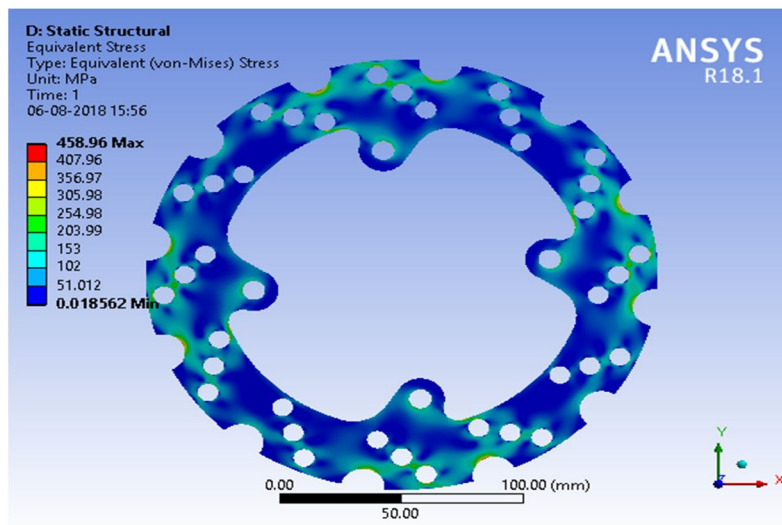 D: Static Structural
Equivalent Stress
Type: Equivalent (von-Mises) Stress
Unit: MPa
Time: 1
06-08-2018 15:56
ANSYS
R18.1
458.96 Max
407.96
356.97
305.98
254.98
203.99
153
102
51.012
0.018562 Min
0.00
100.00 (mm)
50.00
Y
Z
X